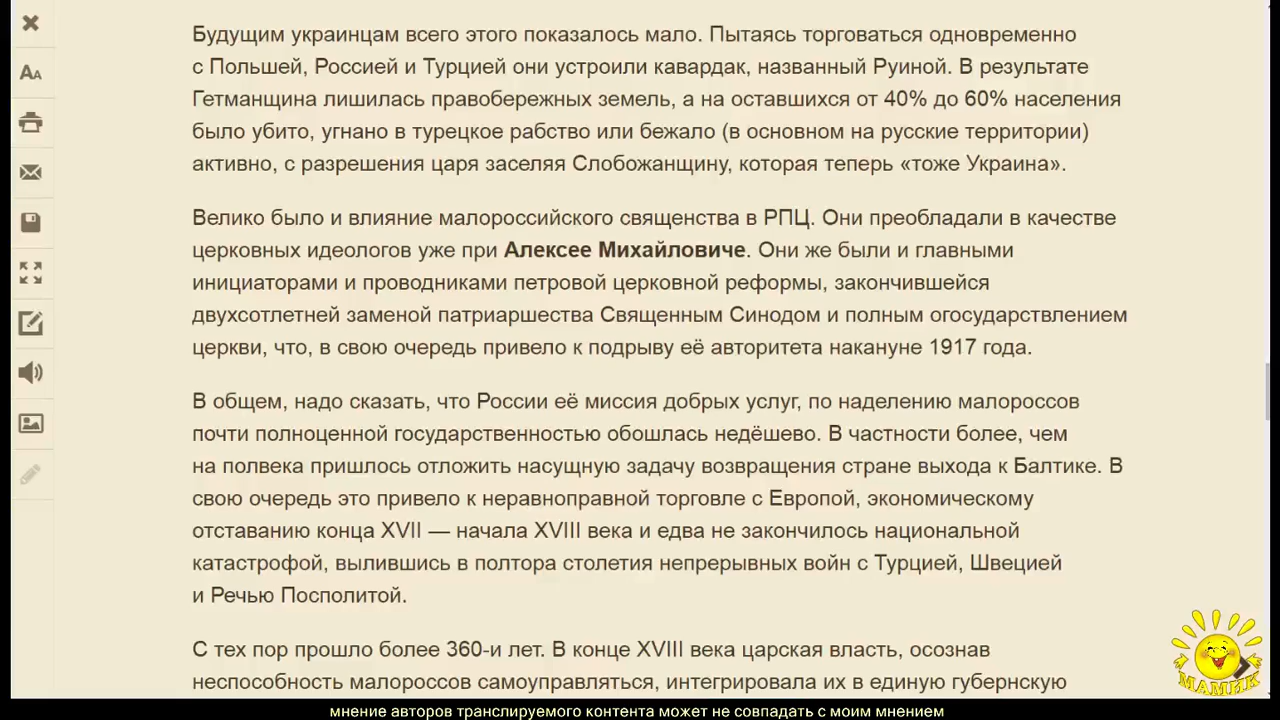 Будущим украинцам всего этого показалось мало. Пытаясь торговаться одновременно
с Польшей, Россией и Турцией они устроили кавардак, названный Руиной. В результате
Гетманщина лишилась правобережных земель, а на оставшихся от 40% до 60% населения
было убито, угнано в турецкое рабство или бежало (в основном на русские территории)
активно, с разрешения царя заселяя Слобожанщину, которая теперь «тоже Украина».
Велико было и влияние малороссийского священства в РПЦ. Они преобладали в качестве
церковных идеологов уже при Алексее Михайловиче. Они же были и главными
инициаторами и проводниками петровой церковной реформы, закончившейся
двухсотлетней заменой патриаршества Священным Синодом и полным огосударствлением
церкви, что, в свою очередь привело к подрыву её авторитета накануне 1917 года.
В общем, надо сказать, что России её миссия добрых услуг, по наделению малороссов
почти полноценной государственностью обошлась недёшево. В частности более, чем
на полвека пришлось отложить насущную задачу возвращения стране выхода к Балтике. В
свою очередь это привело к неравноправной торговле с Европой, экономическому
отставанию конца XVII — начала XVIII века и едва не закончилось национальной
катастрофой, вылившись в полтора столетия непрерывных войн с Турцией, Швецией
и Речью Посполитой.
С тех пор прошло более 360-и лет. В конце XVIII века царская власть, осознав
неспособность малороссов самоуправляться, интегрировала их в единую губернскую
МАМИК
мнение авторов транслируемого контента может не совпадать с моим мнением